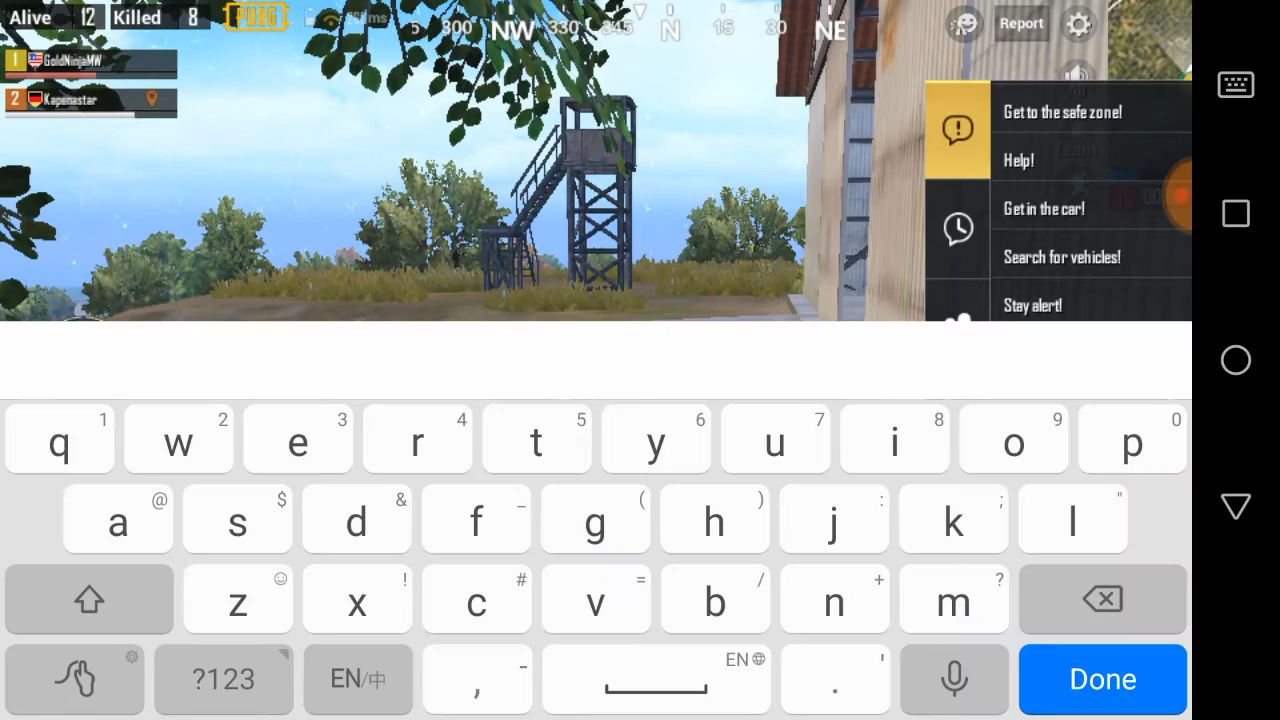 Alive 12 Killed 8 PUBG
300 NW 330 345 N 15 30 NE
Report
1 GoldNinjaMW
2 Kapenastar
Get to the safe zone!
Help!
Get in the car!
Search for vehicles!
Stay alert!
q 1 w 2 e 3 r 4 t 5 y 6 u 7 i 8 o 9 p 0
a @ s $ d & f _ g ( h ) j : k ; l "
z x ! c # v = b / n + m ?
?123 EN/中 , - EN . ' Done